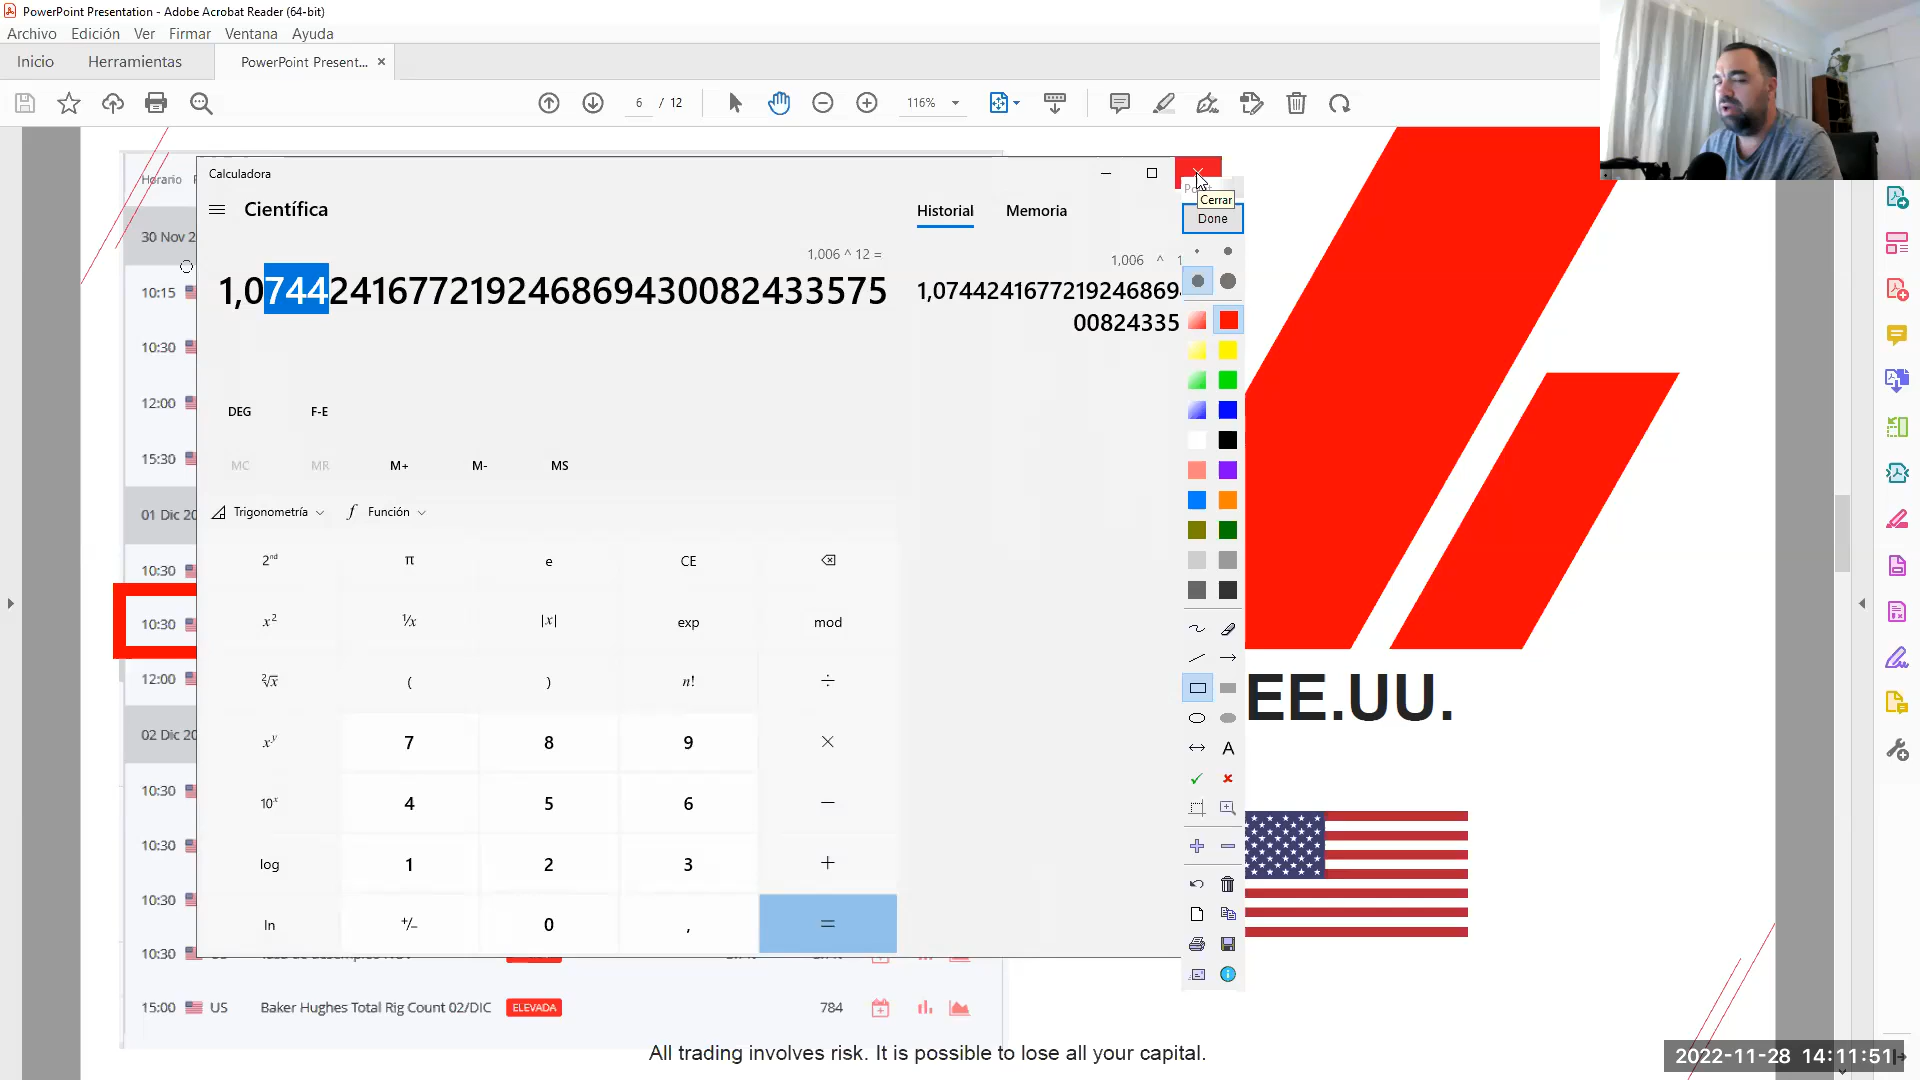 PowerPoint Presentation - Adobe Acrobat Reader (64-bit)
Archivo Edición Ver Firmar Ventana Ayuda
Inicio Herramientas PowerPoint Present...
6 / 12 116%
Horario
30 Nov 2
10:15
10:30
12:00
15:30
01 Dic 20
10:30
10:30
12:00
02 Dic 20
10:30
10:30
10:30
10:30
15:00 US Baker Hughes Total Rig Count 02/DIC ELEVADA 784
Calculadora
Científica
Historial Memoria
1,006 ^ 12 =
1,0744241677219246869430082433575
1,006 ^ 1
1,0744241677219246869
00824335
DEG F-E
MC MR M+ M- MS
Trigonometría Función
2nd π e CE
x² ¹/x |x| exp mod
²√x ( ) n! ÷
xʸ 7 8 9 ×
10ˣ 4 5 6 −
log 1 2 3 +
ln +/− 0 , =
Cerrar
Done
A
EE.UU.
All trading involves risk. It is possible to lose all your capital.
2022-11-28 14:11:51